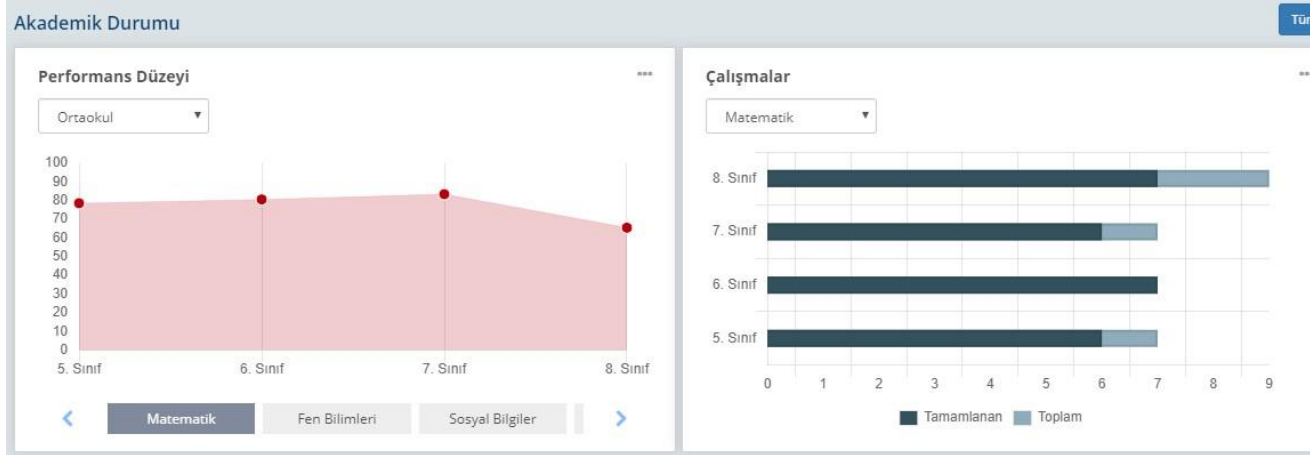 Akademik Durumu
Performans Düzeyi
Ortaokul
100
90
80
70
60
50
40
30
20
10
0
5. Sınıf 6. Sınıf 7. Sınıf 8. Sınıf
Matematik Fen Bilimleri Sosyal Bilgiler
Çalışmalar
Matematik
8. Sınıf
7. Sınıf
6. Sınıf
5. Sınıf
0 1 2 3 4 5 6 7 8 9
Tamamlanan Toplam